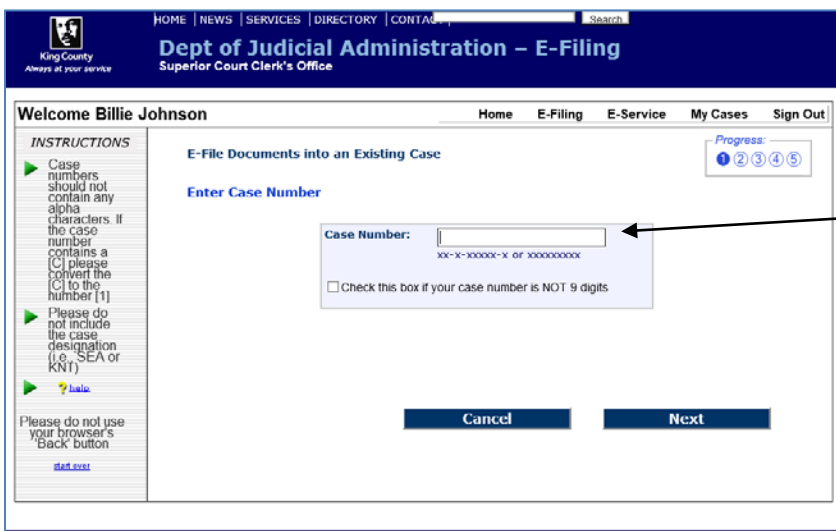 HOME | NEWS | SERVICES | DIRECTORY |
Search
King County
Always at your service
Dept of Judicial Administration – E-Filing
Superior Court Clerk's Office
Welcome Billie Johnson
Home E-Filing E-Service My Cases Sign Out
INSTRUCTIONS
Case
numbers
should not
contain any
alpha
characters. If
the case
number
contains a
[C] please
convert the
[C] to the
number [1]
Please do
not include
the case
designation
(i.e., SEA or
KNT)
? help
Please do not use
your browser's
'Back' button
start over
E-File Documents into an Existing Case
Progress:
1 2 3 4 5
Enter Case Number
Case Number:
xx-x-xxxxx-x or xxxxxxxxx
Check this box if your case number is NOT 9 digits
Cancel Next